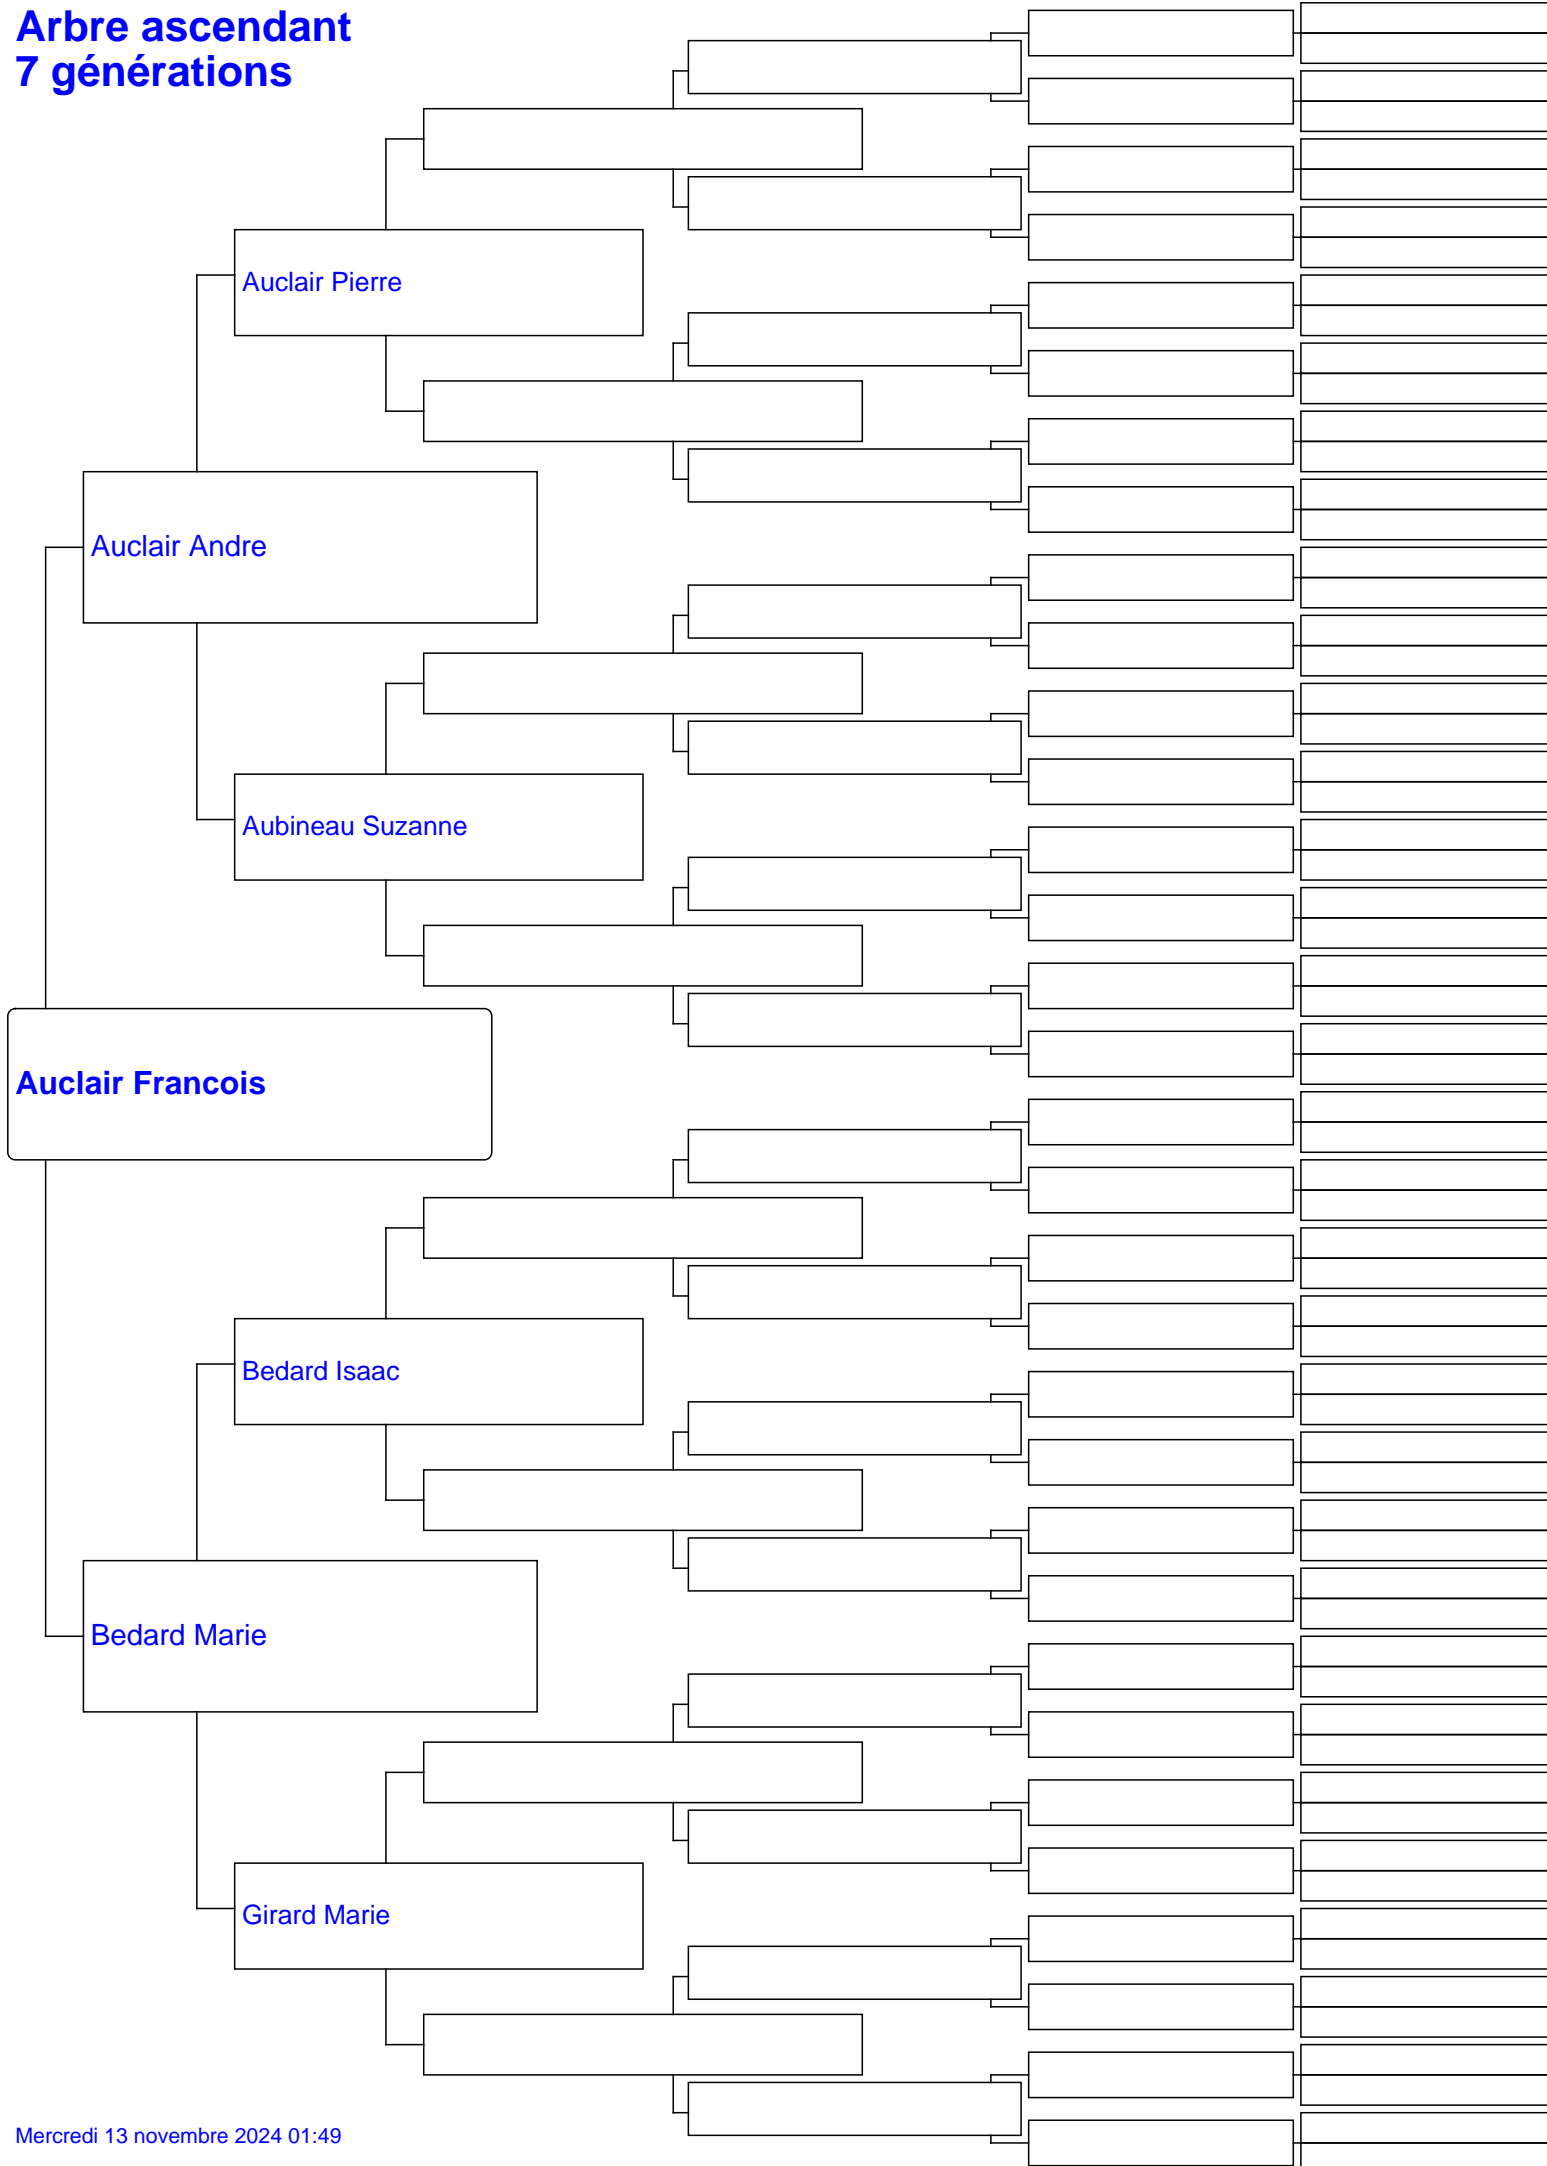 Arbre ascendant
7 générations
Auclair Pierre
Auclair Andre
Aubineau Suzanne
Auclair Francois
Bedard Isaac
Bedard Marie
Girard Marie
Mercredi 13 novembre 2024 01:49